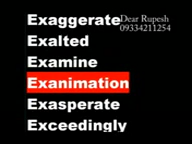 Exaggerate
Dear Rupesh
09334211254
Exalted
Examine
Exanimation
Exasperate
Exceedingly